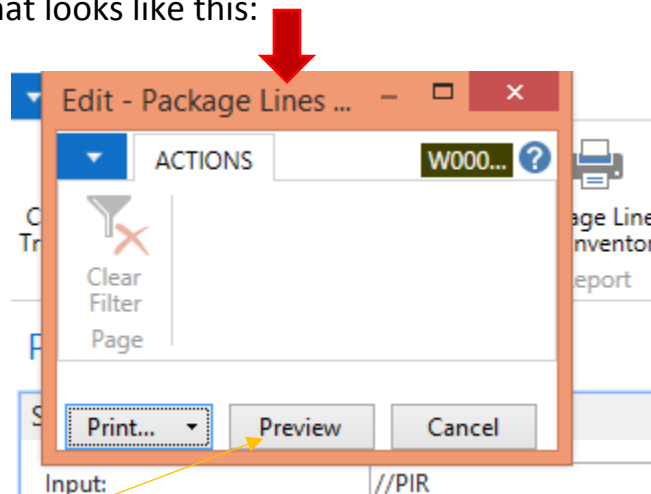 hat looks like this:
Edit - Package Lines ...
ACTIONS
W000...
?
C
Tr
Clear
Filter
Page
age Line
nventor
eport
Print...
Preview
Cancel
Input:
//PIR